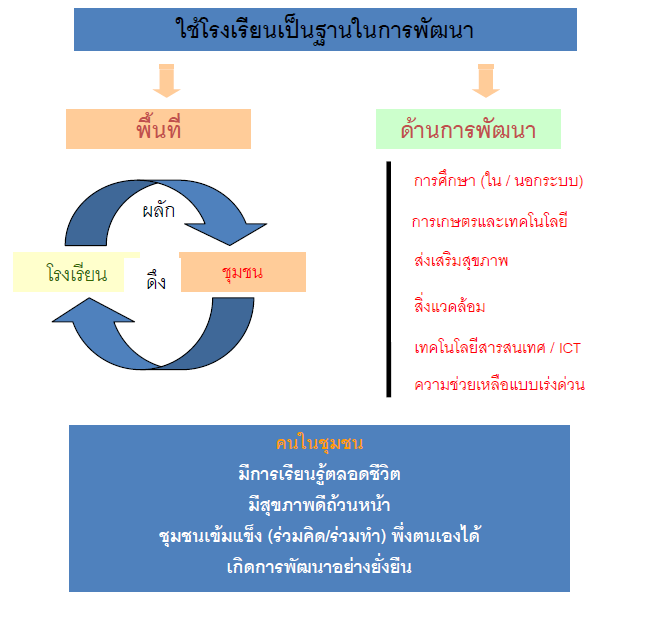 ใช้โรงเรียนเป็นฐานในการพัฒนา
พื้นที่
ด้านการพัฒนา
ผลัก
โรงเรียน
ดึง
ชุมชน
การศึกษา (ใน / นอกระบบ)
การเกษตรและเทคโนโลยี
ส่งเสริมสุขภาพ
สิ่งแวดล้อม
เทคโนโลยีสารสนเทศ / ICT
ความช่วยเหลือแบบเร่งด่วน
คนในชุมชน
มีการเรียนรู้ตลอดชีวิต
มีสุขภาพดีถ้วนหน้า
ชุมชนเข้มแข็ง (ร่วมคิด/ร่วมทำ) พึ่งตนเองได้
เกิดการพัฒนาอย่างยั่งยืน